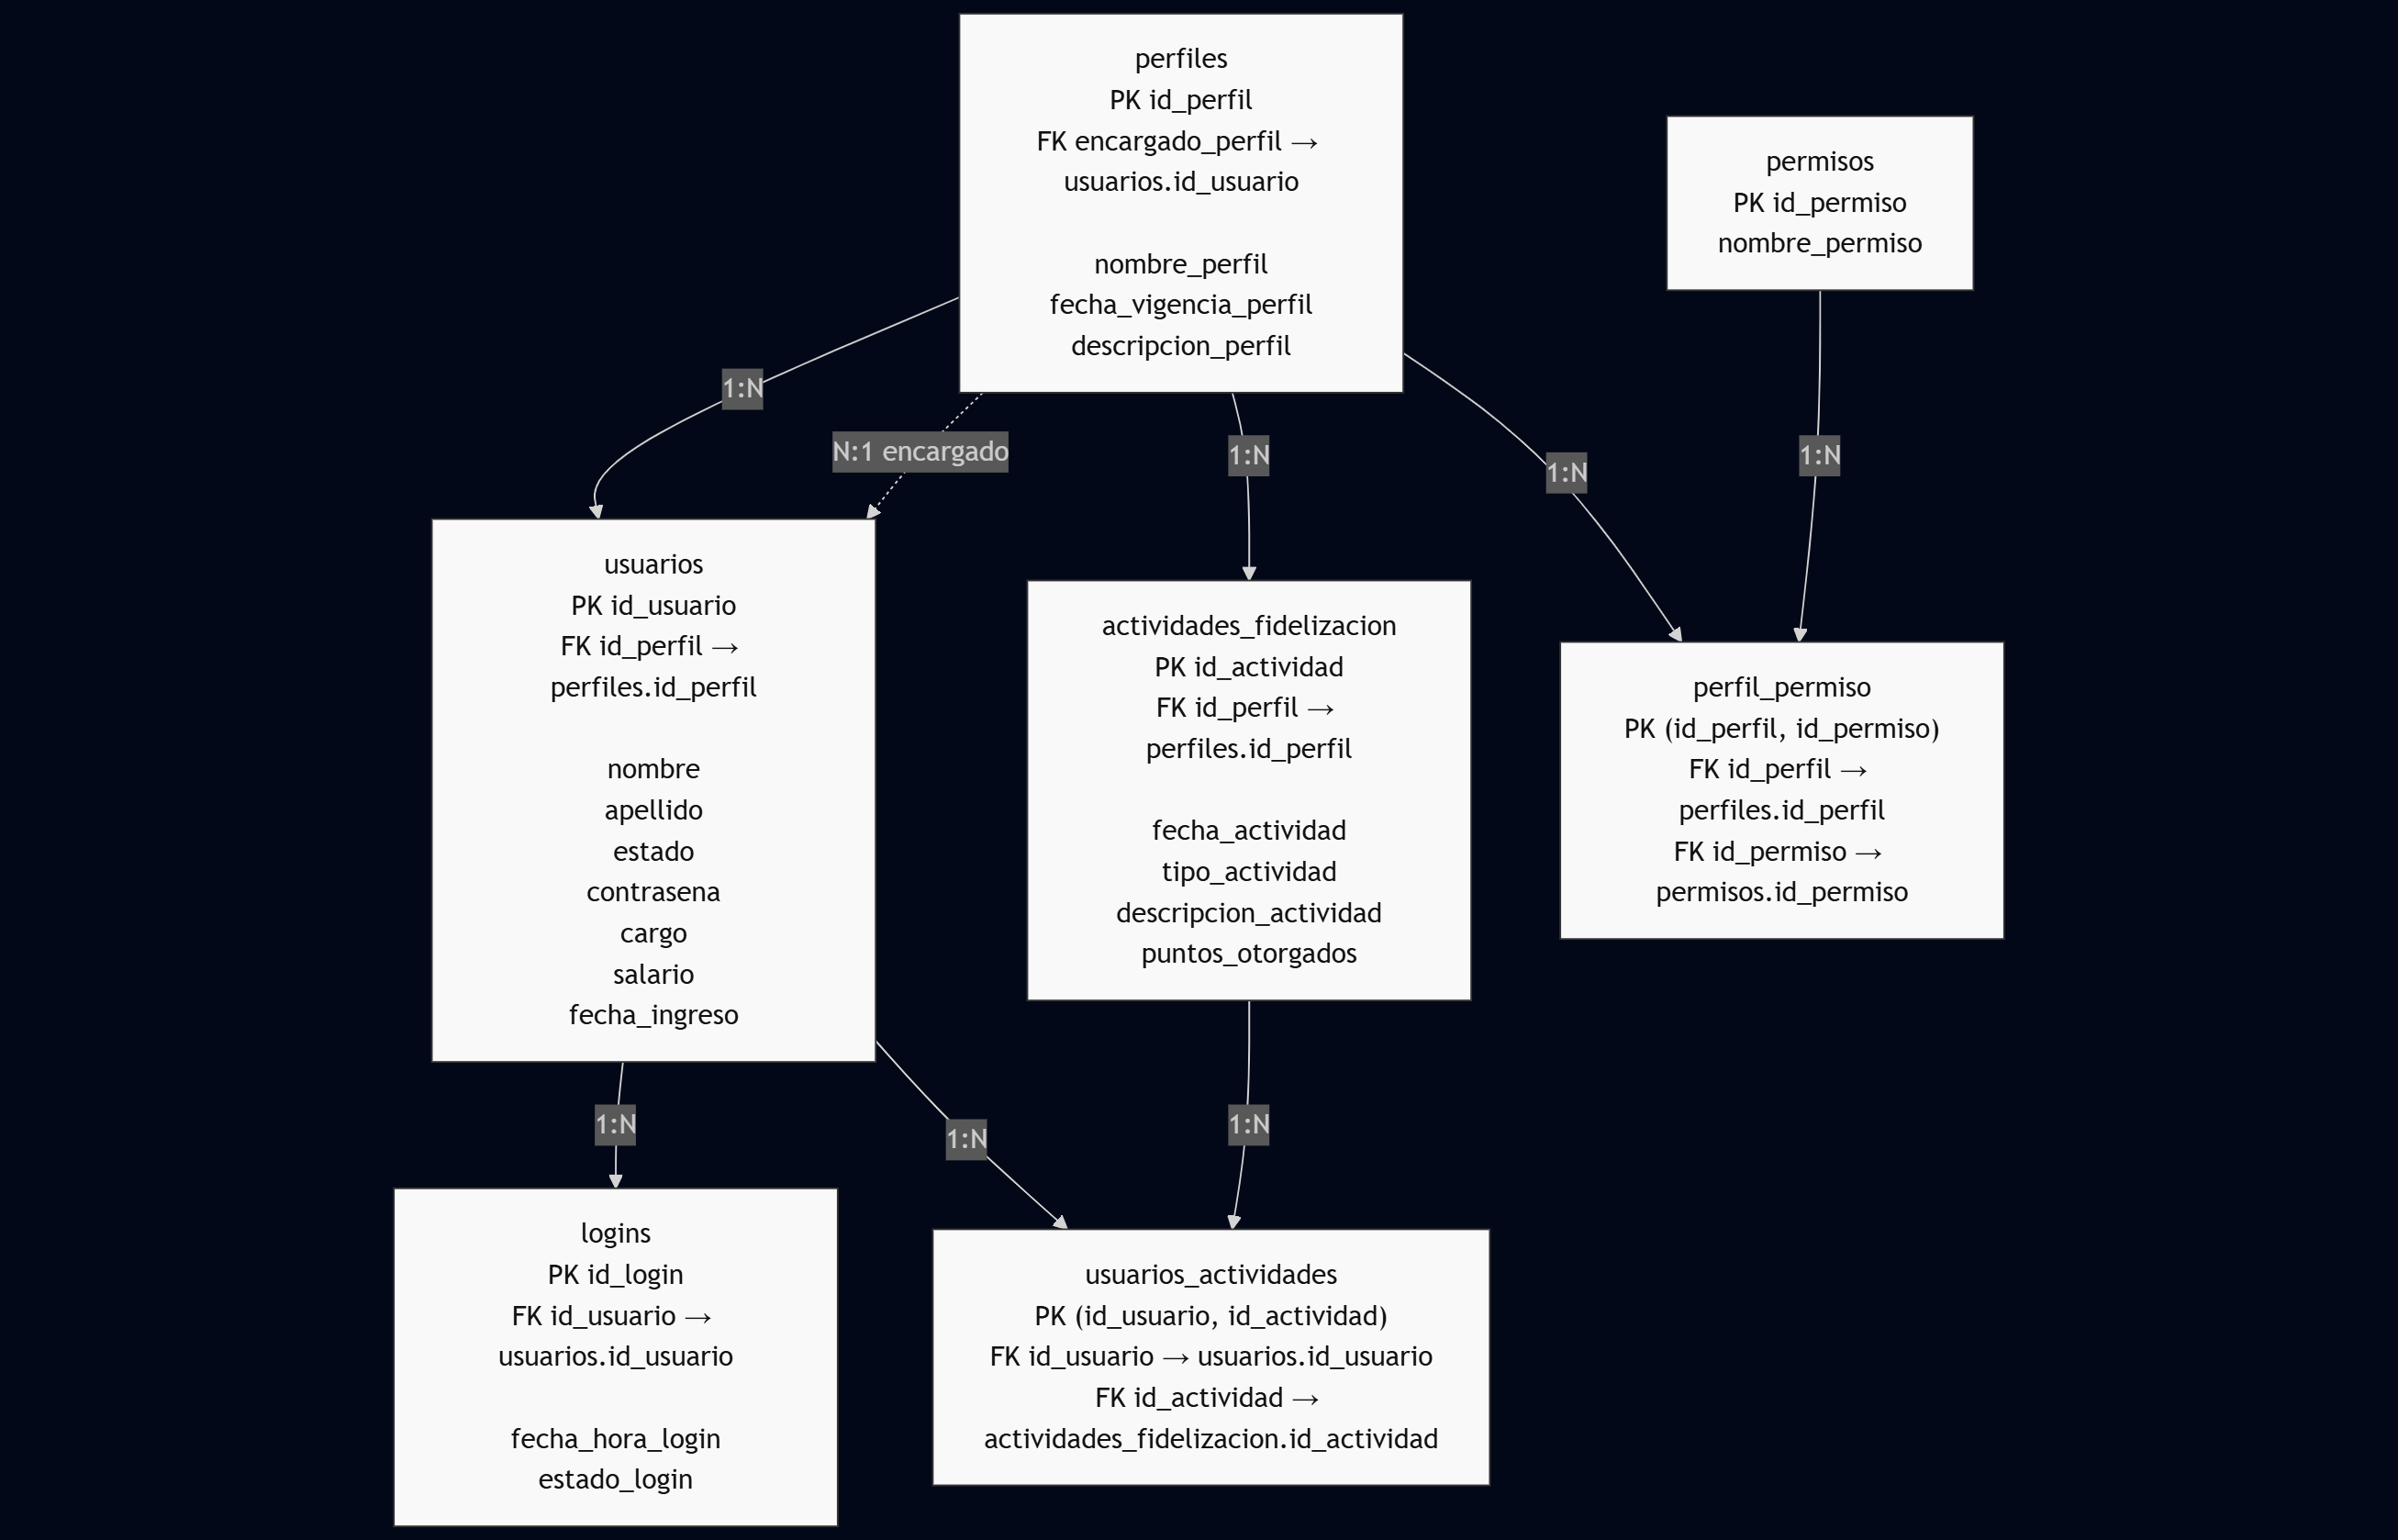 perfiles
PK id_perfil
FK encargado_perfil →
usuarios.id_usuario
nombre_perfil
fecha_vigencia_perfil
descripcion_perfil
permisos
PK id_permiso
nombre_permiso
1:N
N:1 encargado
1:N
1:N
1:N
usuarios
PK id_usuario
FK id_perfil →
perfiles.id_perfil
nombre
apellido
estado
contrasena
cargo
salario
fecha_ingreso
actividades_fidelizacion
PK id_actividad
FK id_perfil →
perfiles.id_perfil
fecha_actividad
tipo_actividad
descripcion_actividad
puntos_otorgados
perfil_permiso
PK (id_perfil, id_permiso)
FK id_perfil →
perfiles.id_perfil
FK id_permiso →
permisos.id_permiso
1:N
1:N
1:N
logins
PK id_login
FK id_usuario →
usuarios.id_usuario
fecha_hora_login
estado_login
usuarios_actividades
PK (id_usuario, id_actividad)
FK id_usuario → usuarios.id_usuario
FK id_actividad →
actividades_fidelizacion.id_actividad